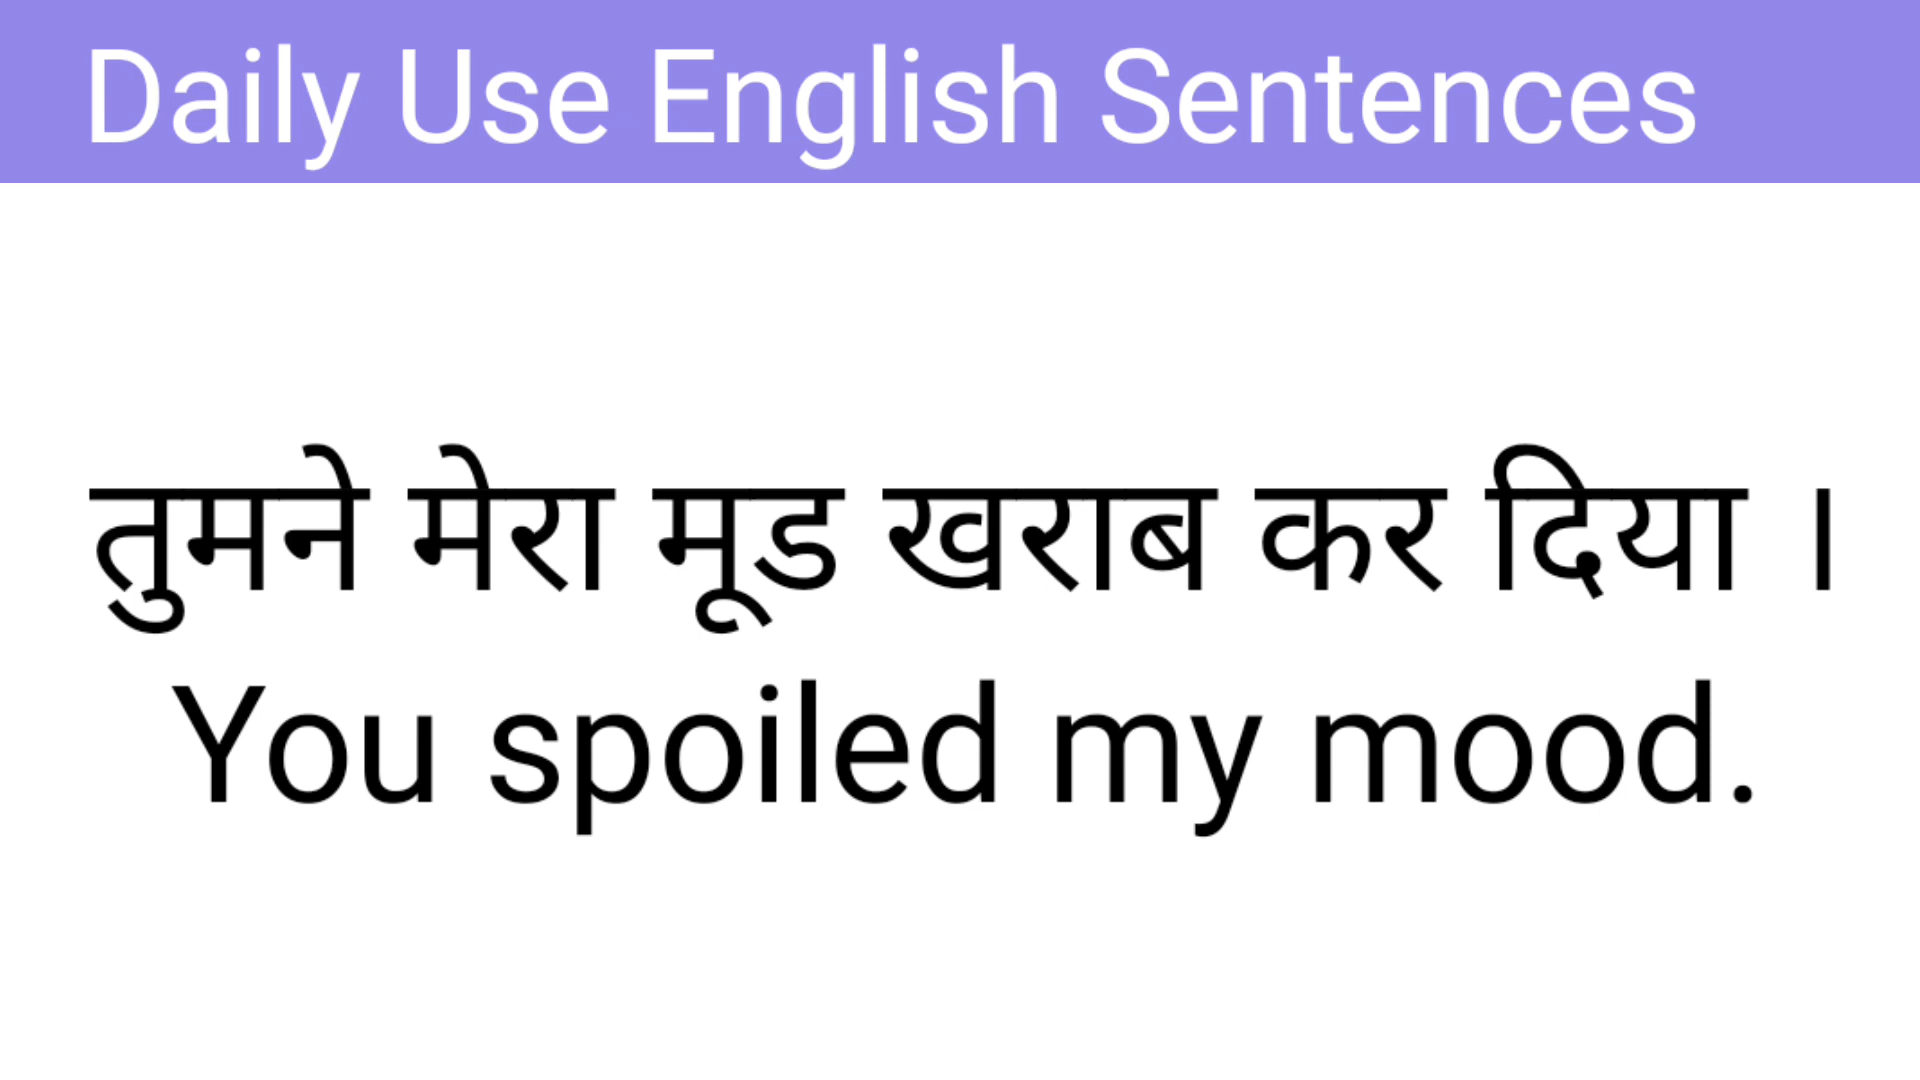 Daily Use English Sentences
तुमने मेरा मूड खराब कर दिया ।
You spoiled my mood.